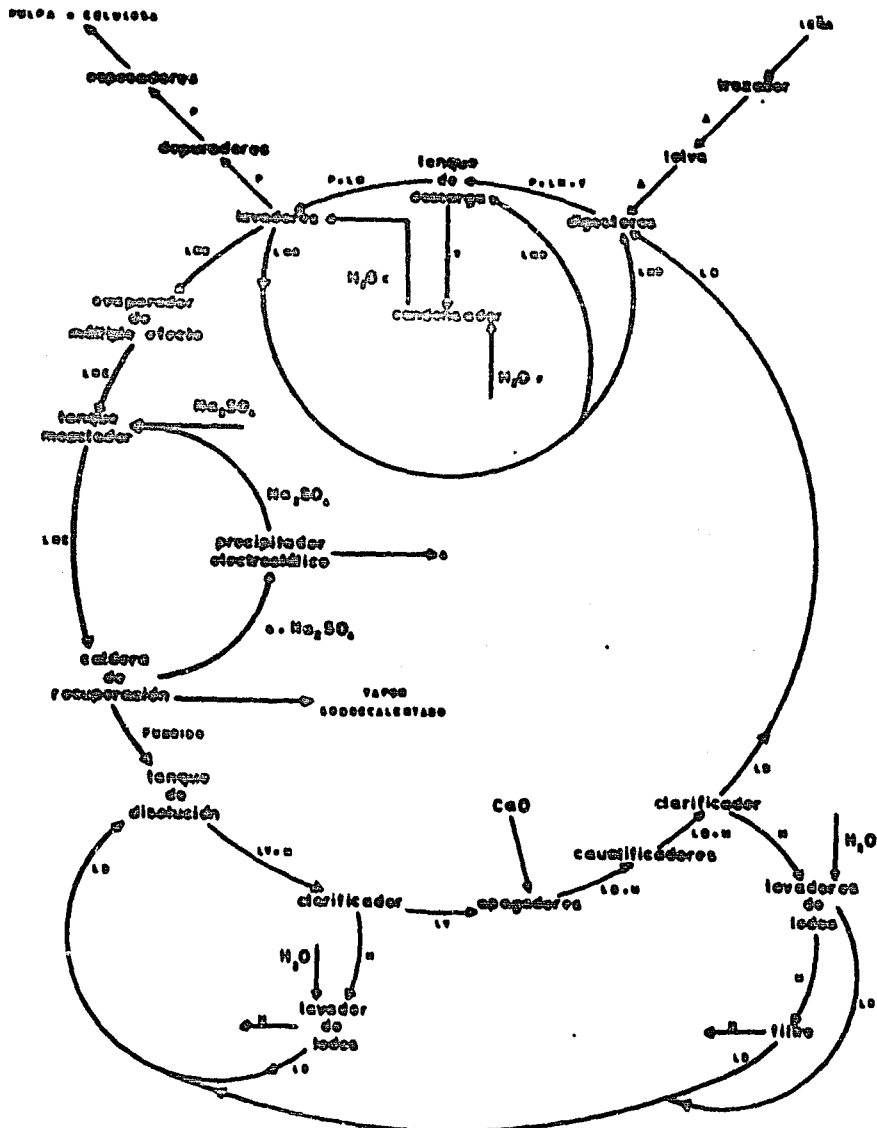 PULPA o CELULOSA
LEÑA
espesadores
trozador
P
A
depuradores
tolva
P
A
tanque
de
descarga
P+LN
P+LN+V
lavadores
digestores
LND
LND
V
LND
LND
LB
H₂O c
condensador
H₂O f
evaporador
de
múltiple efecto
LNC
tanque
mezclador
Na₂SO₄
Na₂SO₄
LNC
precipitador
electrostático
G
G+Na₂SO₄
caldera
de
recuperación
VAPOR
SOBRECALENTADO
FUNDIDO
tanque
de
disolución
CaO
clarificador
LB
LV+N
LB+N
N
H₂O
caustificadores
LD
clarificador
LV
apagadores
LB+N
lavadores
de
lodos
H₂O
N
N
LD
lavador
de
lodos
N
N
filtro
LD
LD